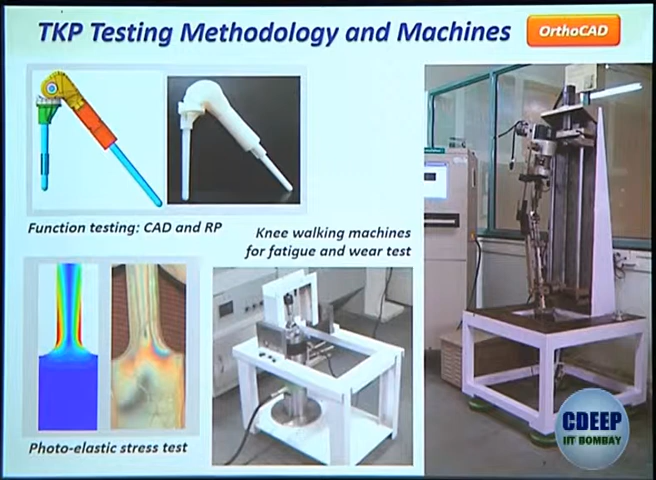 TKP Testing Methodology and Machines
OrthoCAD
Function testing: CAD and RP
Knee walking machines
for fatigue and wear test
Photo-elastic stress test
CDEEP
IIT BOMBAY